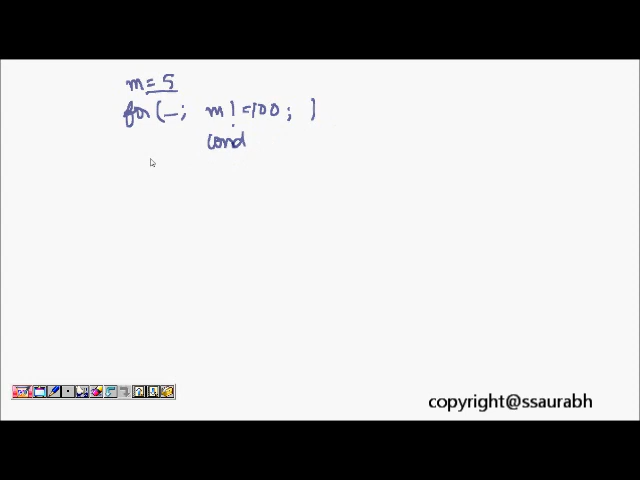 m = 5
for ( _ ; m ! = 100 ; )
cond
copyright@ssaurabh